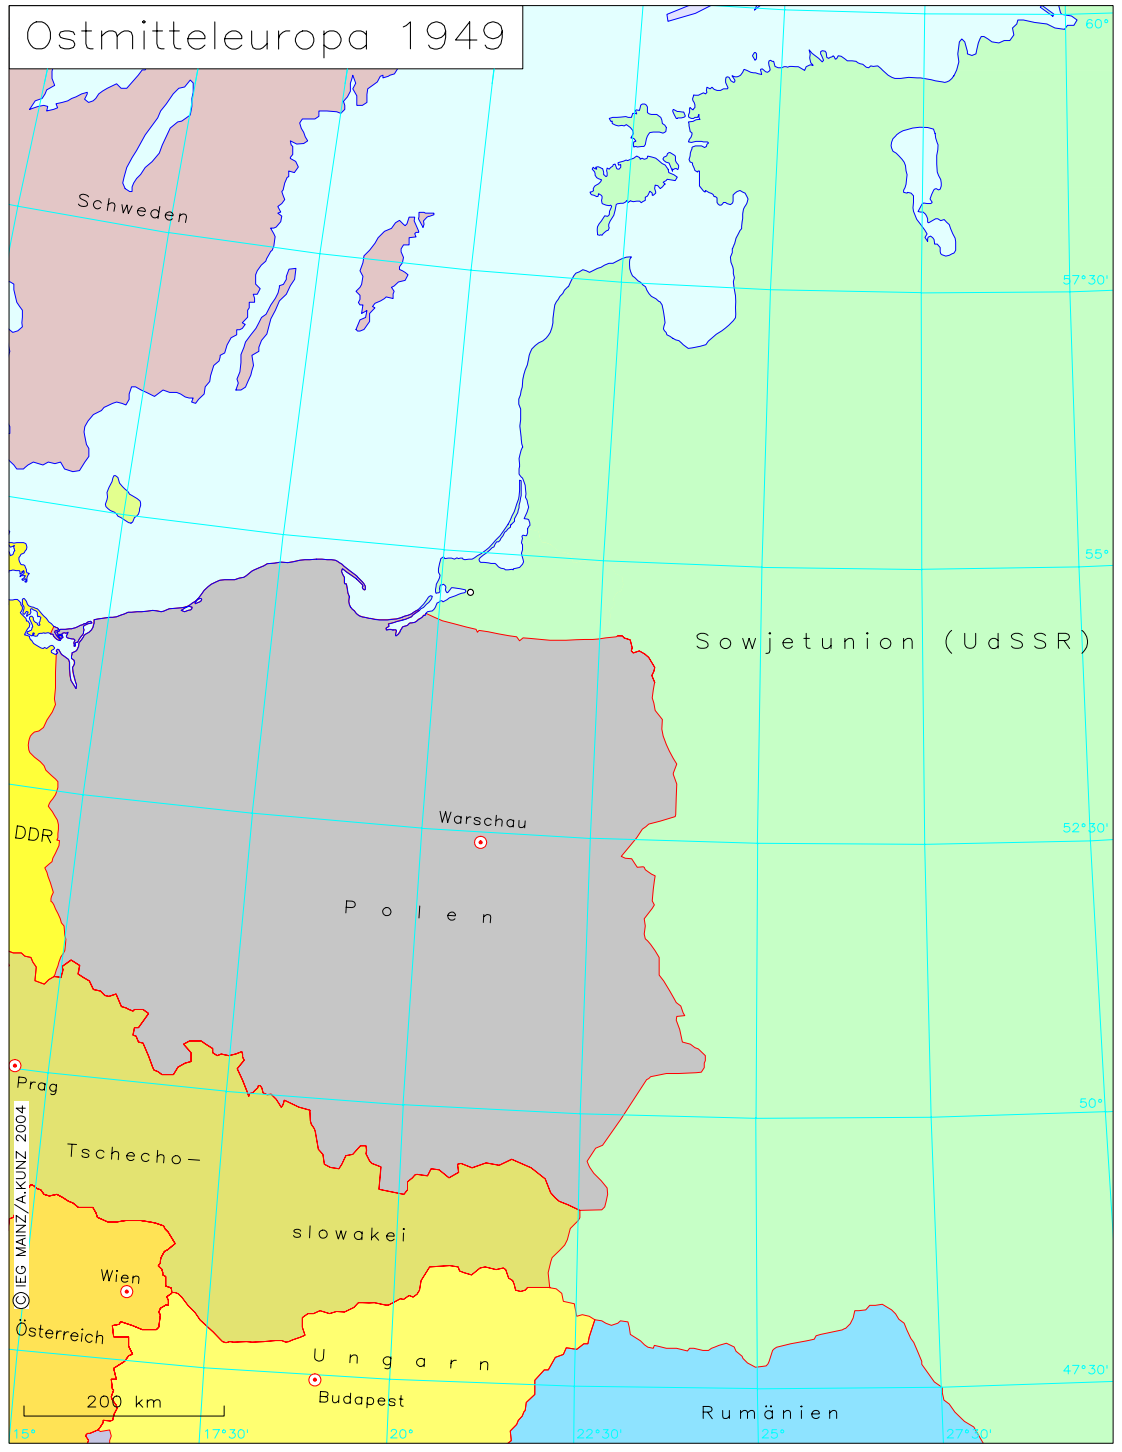 Ostmitteleuropa 1949
60°
Schweden
57°30'
55°
Sowjetunion (UdSSR)
Warschau
52°30'
DDR
Polen
Prag
50°
© IEG MAINZ/A.KUNZ 2004
Tschecho-
slowakei
Wien
Österreich
Ungarn
Budapest
47°30'
200 km
Rumänien
15°
17°30'
20°
22°30'
25°
27°30'